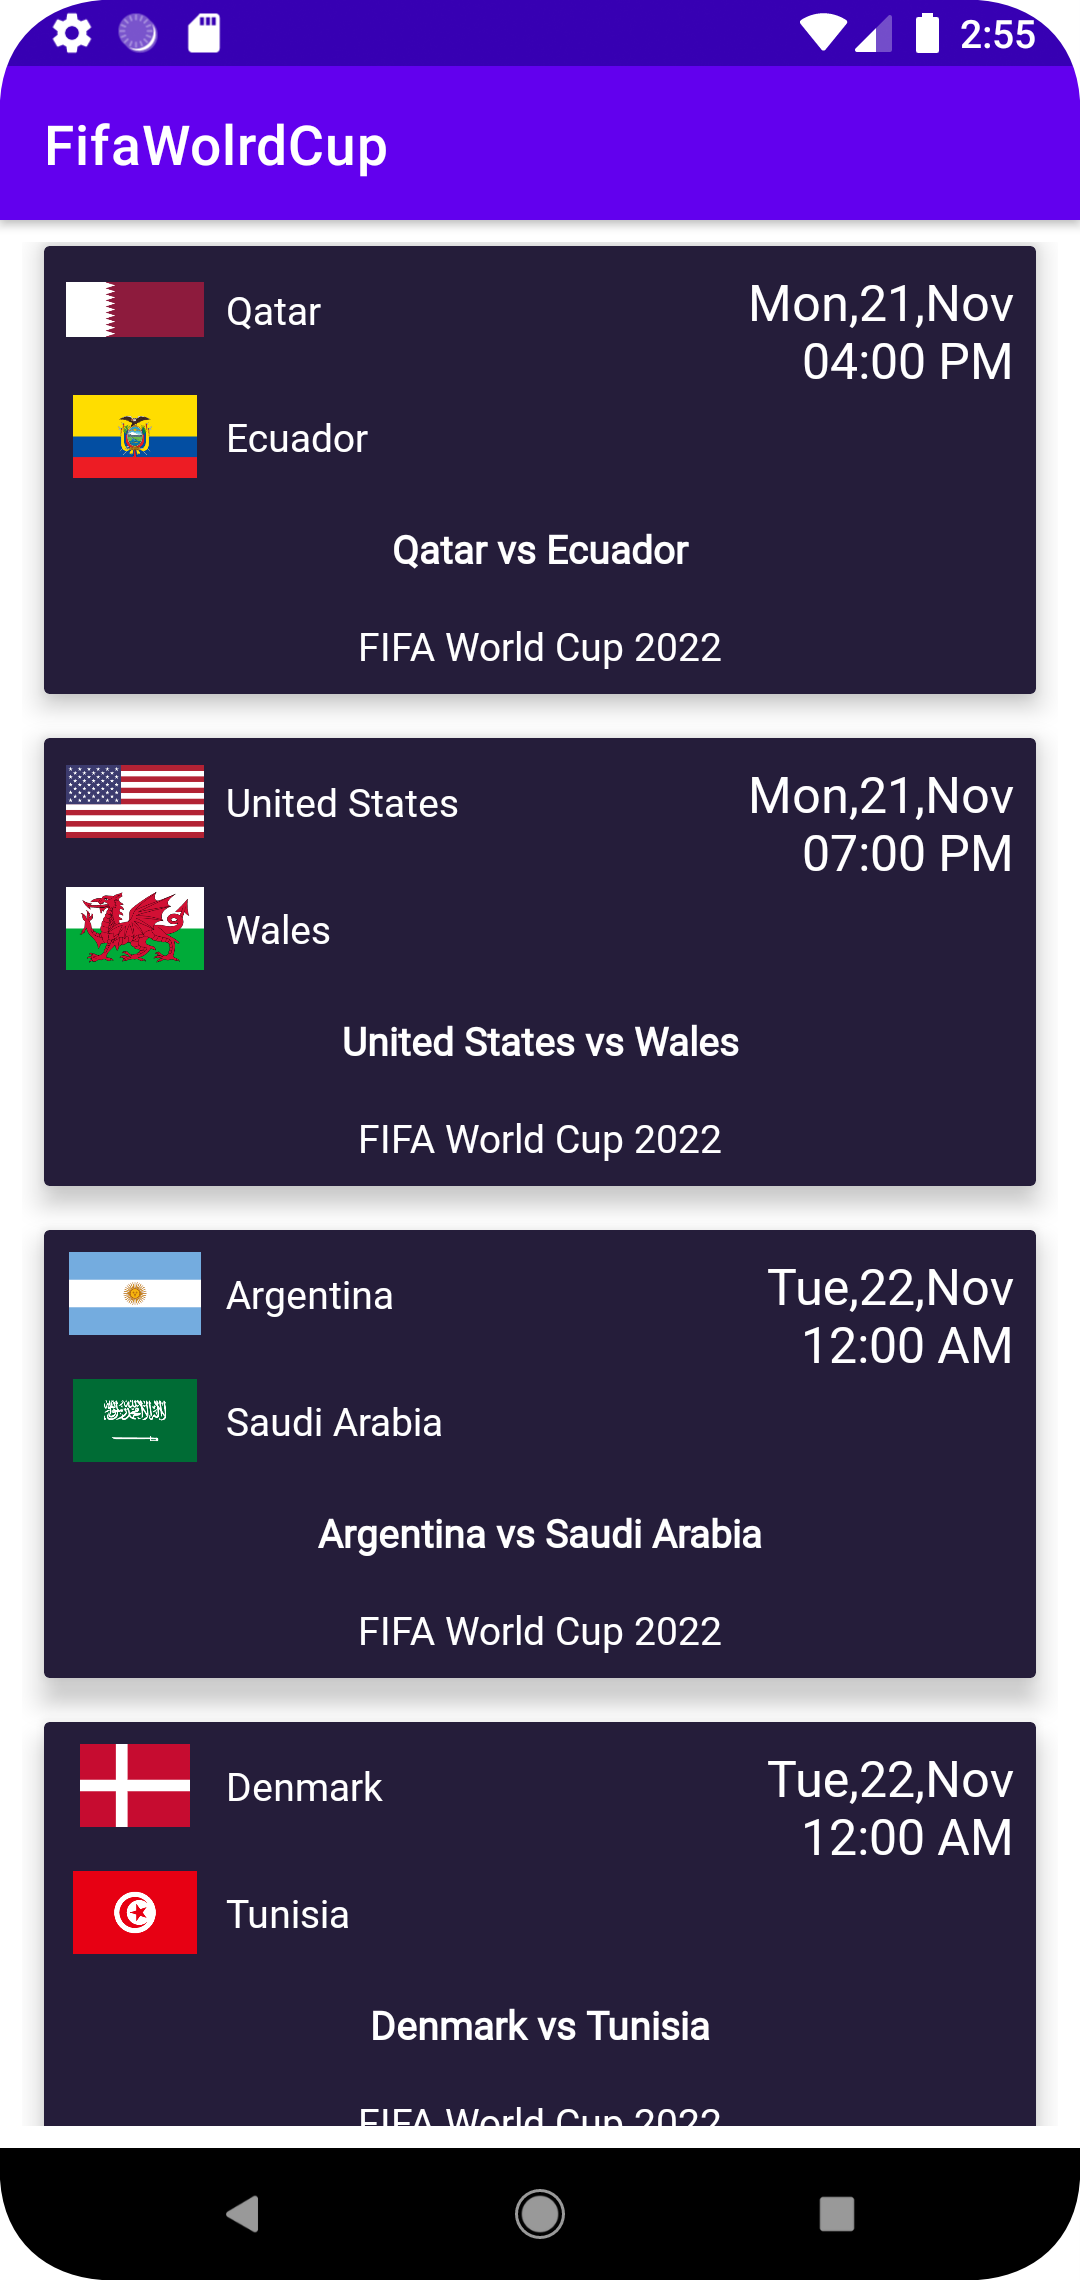 2:55
FifaWolrdCup
Qatar
Mon,21,Nov
04:00 PM
Ecuador
Qatar vs Ecuador
FIFA World Cup 2022
United States
Mon,21,Nov
07:00 PM
Wales
United States vs Wales
FIFA World Cup 2022
Argentina
Tue,22,Nov
12:00 AM
Saudi Arabia
Argentina vs Saudi Arabia
FIFA World Cup 2022
Denmark
Tue,22,Nov
12:00 AM
Tunisia
Denmark vs Tunisia
FIFA World Cup 2022